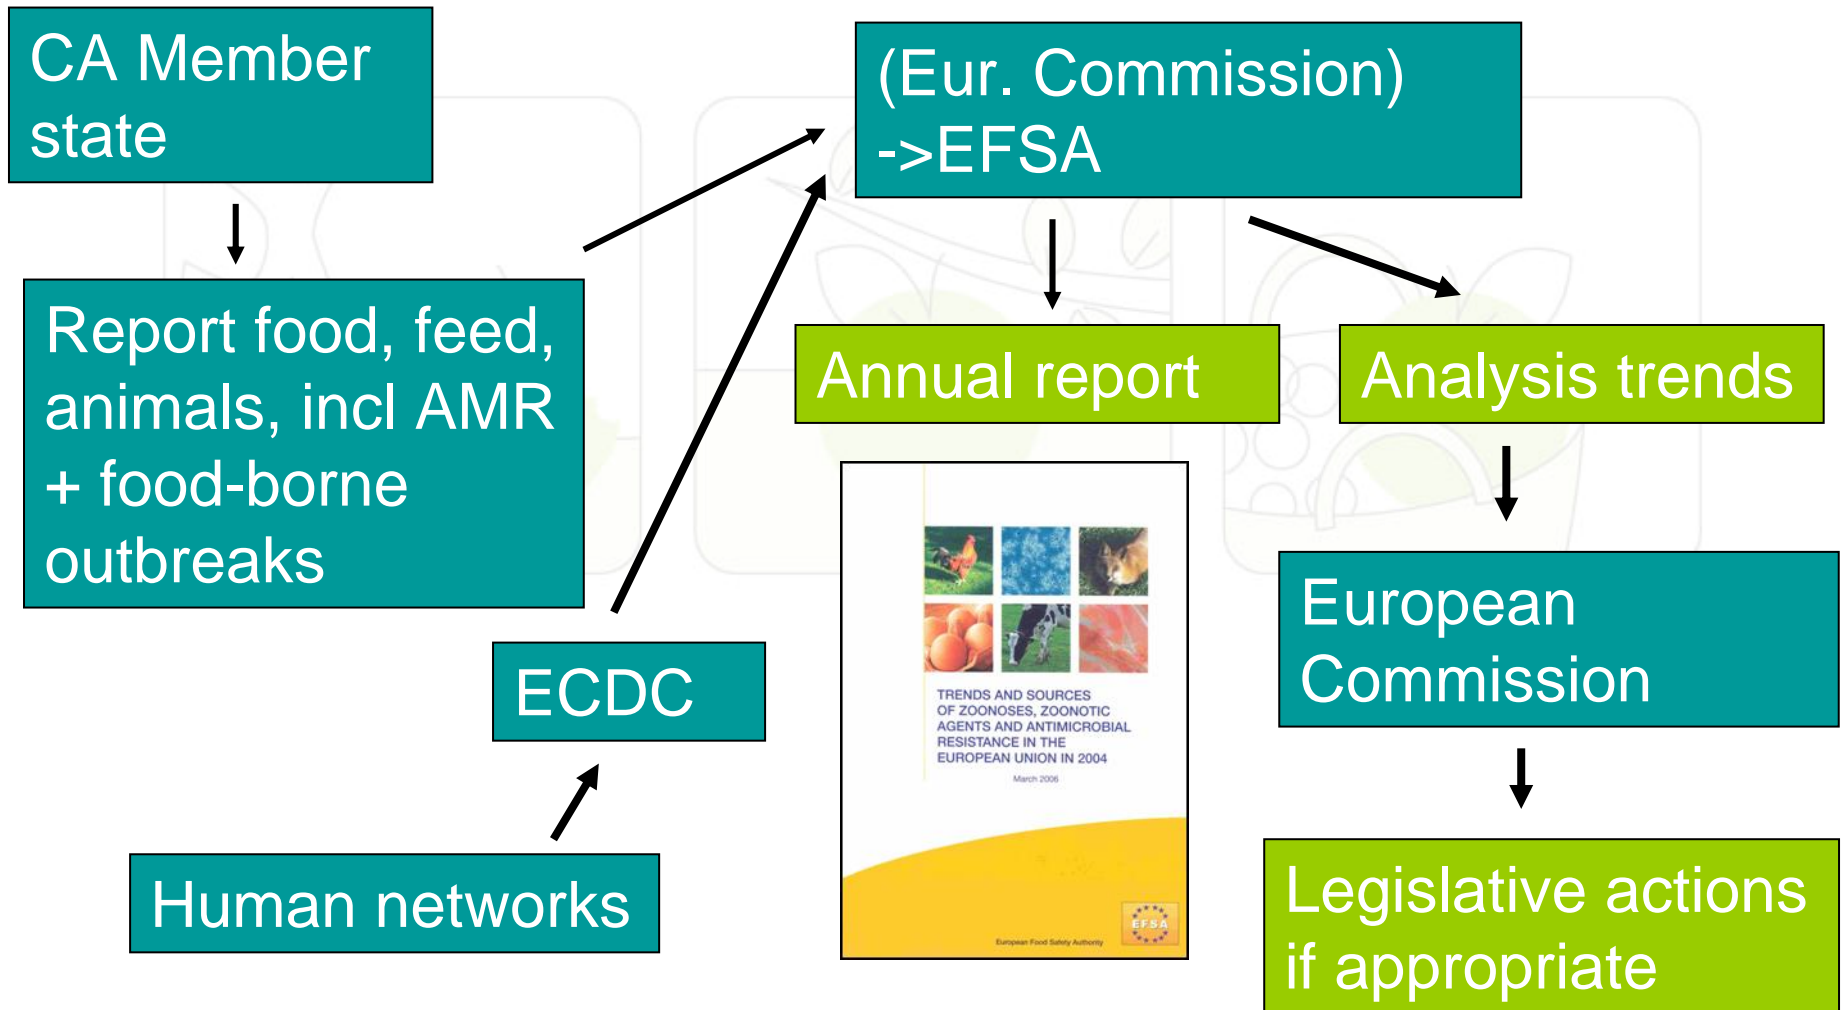 CA Member
state
(Eur. Commission)
->EFSA
Report food, feed,
animals, incl AMR
+ food-borne
outbreaks
Annual report
Analysis trends
ECDC
Human networks
TRENDS AND SOURCES
OF ZOONOSES, ZOONOTIC
AGENTS AND ANTIMICROBIAL
RESISTANCE IN THE
EUROPEAN UNION IN 2004
March 2006
European Food Safety Authority
EFSA
European
Commission
Legislative actions
if appropriate